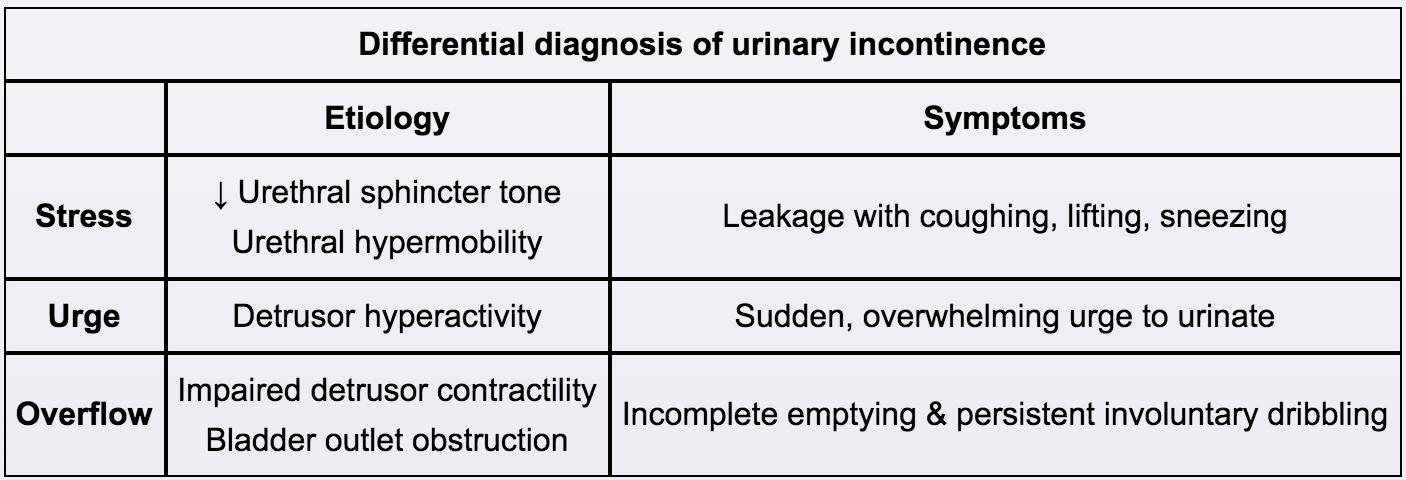 Differential diagnosis of urinary incontinence
Etiology
Symptoms
Stress
↓ Urethral sphincter tone
Urethral hypermobility
Leakage with coughing, lifting, sneezing
Urge
Detrusor hyperactivity
Sudden, overwhelming urge to urinate
Overflow
Impaired detrusor contractility
Bladder outlet obstruction
Incomplete emptying & persistent involuntary dribbling